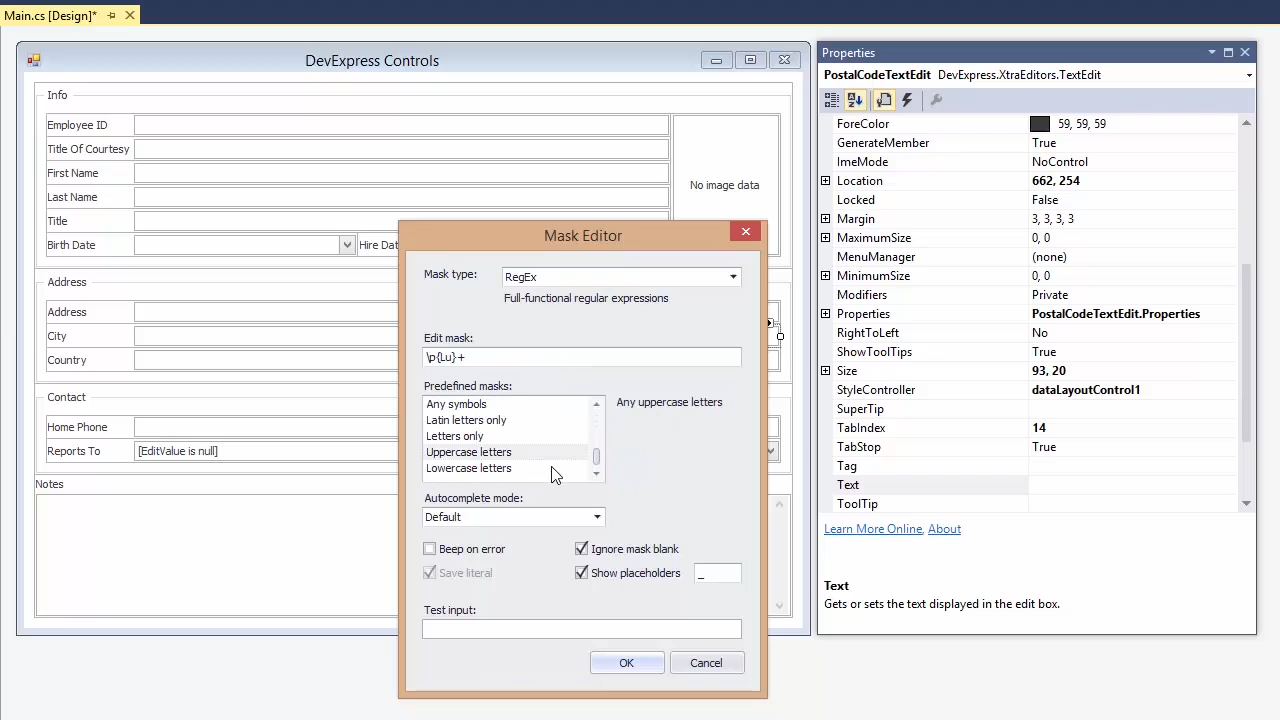 Main.cs [Design]*
DevExpress Controls
Info
Employee ID
Title Of Courtesy
First Name
Last Name
Title
Birth Date
Hire Dat
No image data
Address
Address
City
Country
Contact
Home Phone
Reports To [EditValue is null]
Notes
Mask Editor
Mask type: RegEx
Full-functional regular expressions
Edit mask:
\p{Lu}+
Predefined masks:
Any symbols
Latin letters only
Letters only
Uppercase letters
Lowercase letters
Any uppercase letters
Autocomplete mode:
Default
Beep on error
Ignore mask blank
Save literal
Show placeholders _
Test input:
OK Cancel
Properties
PostalCodeTextEdit DevExpress.XtraEditors.TextEdit
ForeColor 59, 59, 59
GenerateMember True
ImeMode NoControl
Location 662, 254
Locked False
Margin 3, 3, 3, 3
MaximumSize 0, 0
MenuManager (none)
MinimumSize 0, 0
Modifiers Private
Properties PostalCodeTextEdit.Properties
RightToLeft No
ShowToolTips True
Size 93, 20
StyleController dataLayoutControl1
SuperTip
TabIndex 14
TabStop True
Tag
Text
ToolTip
Learn More Online, About
Text
Gets or sets the text displayed in the edit box.